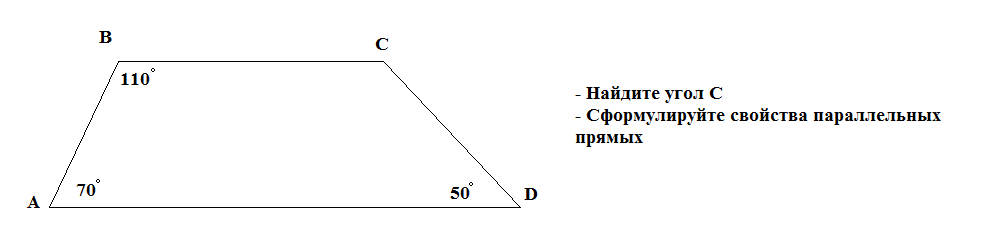 B
C
110°
- Найдите угол С
- Сформулируйте свойства параллельных
прямых
70°
50°
A
D